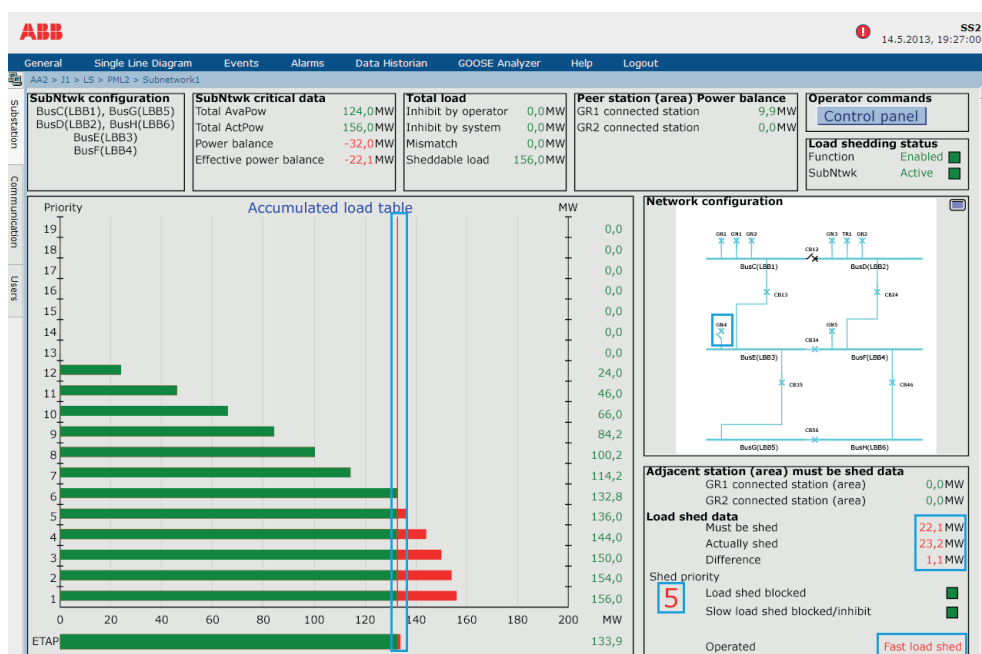 ABB
SS2
14.5.2013, 19:27:00
General Single Line Diagram Events Alarms Data Historian GOOSE Analyzer Help Logout
AA2 > J1 > LS > PML2 > Subnetwork1
Substation
Communication
Users
SubNtwk configuration
BusC(LBB1), BusG(LBB5)
BusD(LBB2), BusH(LBB6)
BusE(LBB3)
BusF(LBB4)
SubNtwk critical data
Total AvaPow 124,0MW
Total ActPow 156,0MW
Power balance -32,0MW
Effective power balance -22,1MW
Total load
Inhibit by operator 0,0MW
Inhibit by system 0,0MW
Mismatch 0,0MW
Sheddable load 156,0MW
Peer station (area) Power balance
GR1 connected station 9,9MW
GR2 connected station 0,0MW
Operator commands
Control panel
Load shedding status
Function Enabled
SubNtwk Active
Priority Accumulated load table MW
19 0,0
18 0,0
17 0,0
16 0,0
15 0,0
14 0,0
13 0,0
12 24,0
11 46,0
10 66,0
9 84,2
8 100,2
7 114,2
6 132,8
5 136,0
4 144,0
3 150,0
2 154,0
1 156,0
0 20 40 60 80 100 120 140 160 180 200 MW
ETAP 133,9
Network configuration
GR1 GN1 GN2 GN3 TR1 GR2
CB12
BusC(LBB1) BusD(LBB2)
CB13 CB24
GN4 GN5
CB34
BusE(LBB3) BusF(LBB4)
CB35 CB46
CB56
BusG(LBB5) BusH(LBB6)
Adjacent station (area) must be shed data
GR1 connected station (area) 0,0MW
GR2 connected station (area) 0,0MW
Load shed data
Must be shed 22,1MW
Actually shed 23,2MW
Difference 1,1MW
Shed priority
5
Load shed blocked
Slow load shed blocked/inhibit
Operated Fast load shed